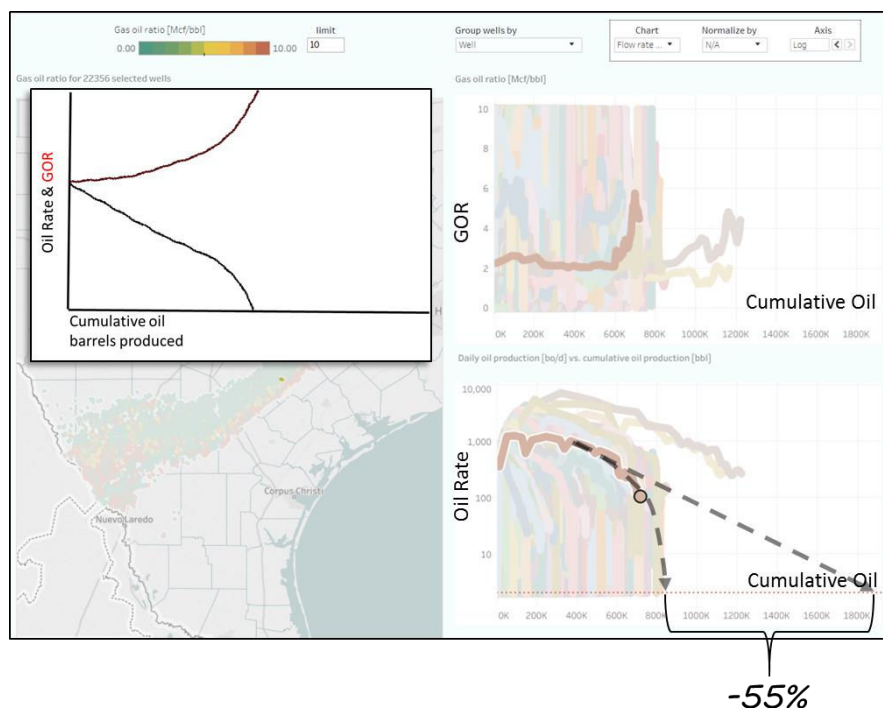 Gas oil ratio [Mcf/bbl]
0.00
10.00
limit
10
Group wells by
Well
Chart
Flow rate ...
Normalize by
N/A
Axis
Log
Gas oil ratio for 22356 selected wells
Oil Rate & GOR
Cumulative oil
barrels produced
Corpus Christi
Nuevo Laredo
Gas oil ratio [Mcf/bbl]
GOR
10
8
6
4
2
0
Cumulative Oil
0K 200K 400K 600K 800K 1000K 1200K 1400K 1600K 1800K
Daily oil production [bo/d] vs. cumulative oil production [bbl]
Oil Rate
10,000
1,000
100
10
Cumulative Oil
0K 200K 400K 600K 800K 1000K 1200K 1400K 1600K 1800K
-55%